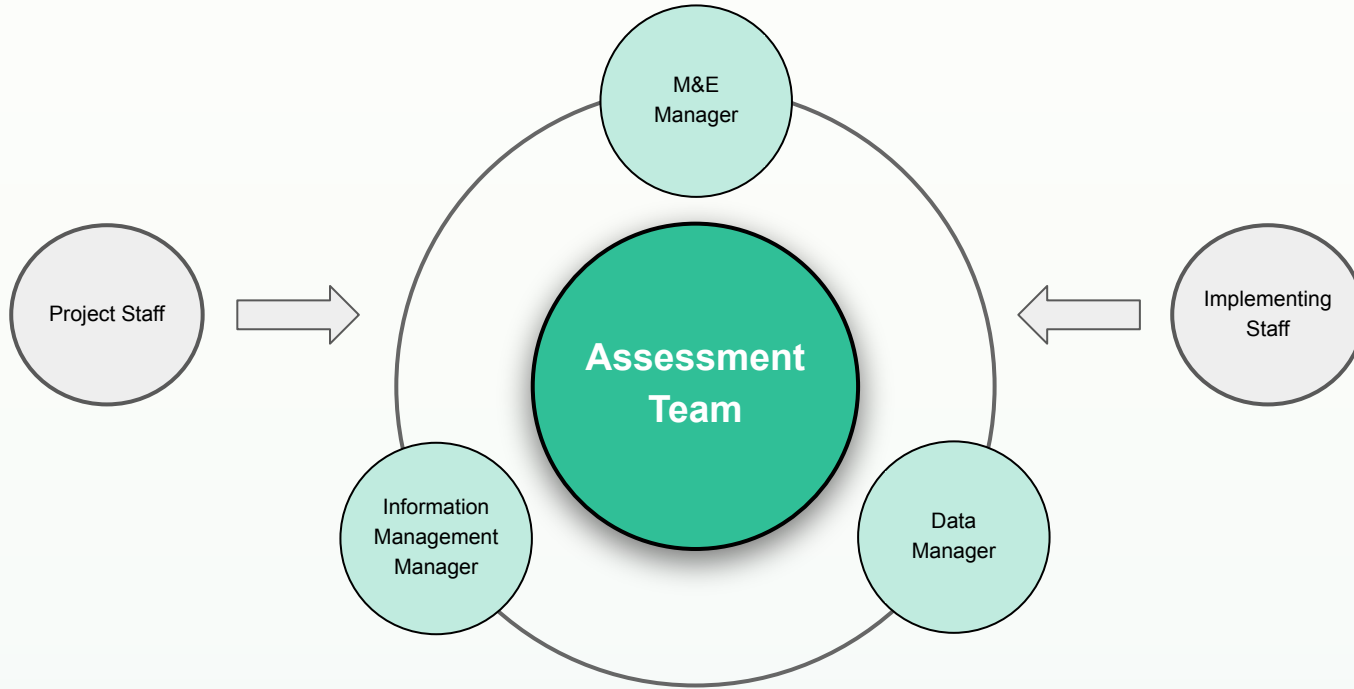 M&E
Manager
Project Staff
Assessment
Team
Implementing
Staff
Information
Management
Manager
Data
Manager